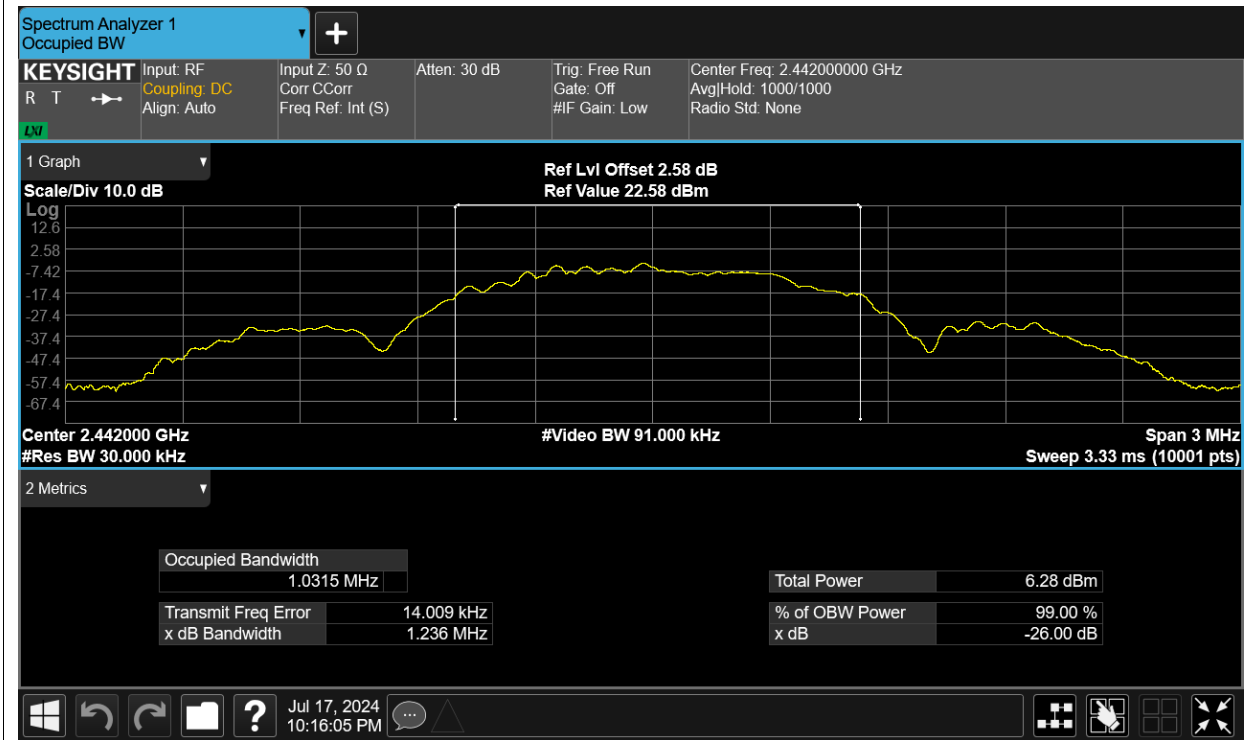 Spectrum Analyzer 1
Occupied BW
KEYSIGHT
R T
LXI
Input: RF
Coupling: DC
Align: Auto
Input Z: 50 Ω
Corr CCorr
Freq Ref: Int (S)
Atten: 30 dB
Trig: Free Run
Gate: Off
#IF Gain: Low
Center Freq: 2.442000000 GHz
Avg|Hold: 1000/1000
Radio Std: None
1 Graph
Scale/Div 10.0 dB
Ref Lvl Offset 2.58 dB
Ref Value 22.58 dBm
Log
12.6
2.58
-7.42
-17.4
-27.4
-37.4
-47.4
-57.4
-67.4
Center 2.442000 GHz
#Video BW 91.000 kHz
Span 3 MHz
#Res BW 30.000 kHz
Sweep 3.33 ms (10001 pts)
2 Metrics
Occupied Bandwidth
1.0315 MHz
Total Power 6.28 dBm
Transmit Freq Error 14.009 kHz
% of OBW Power 99.00 %
x dB Bandwidth 1.236 MHz
x dB -26.00 dB
?
Jul 17, 2024
10:16:05 PM